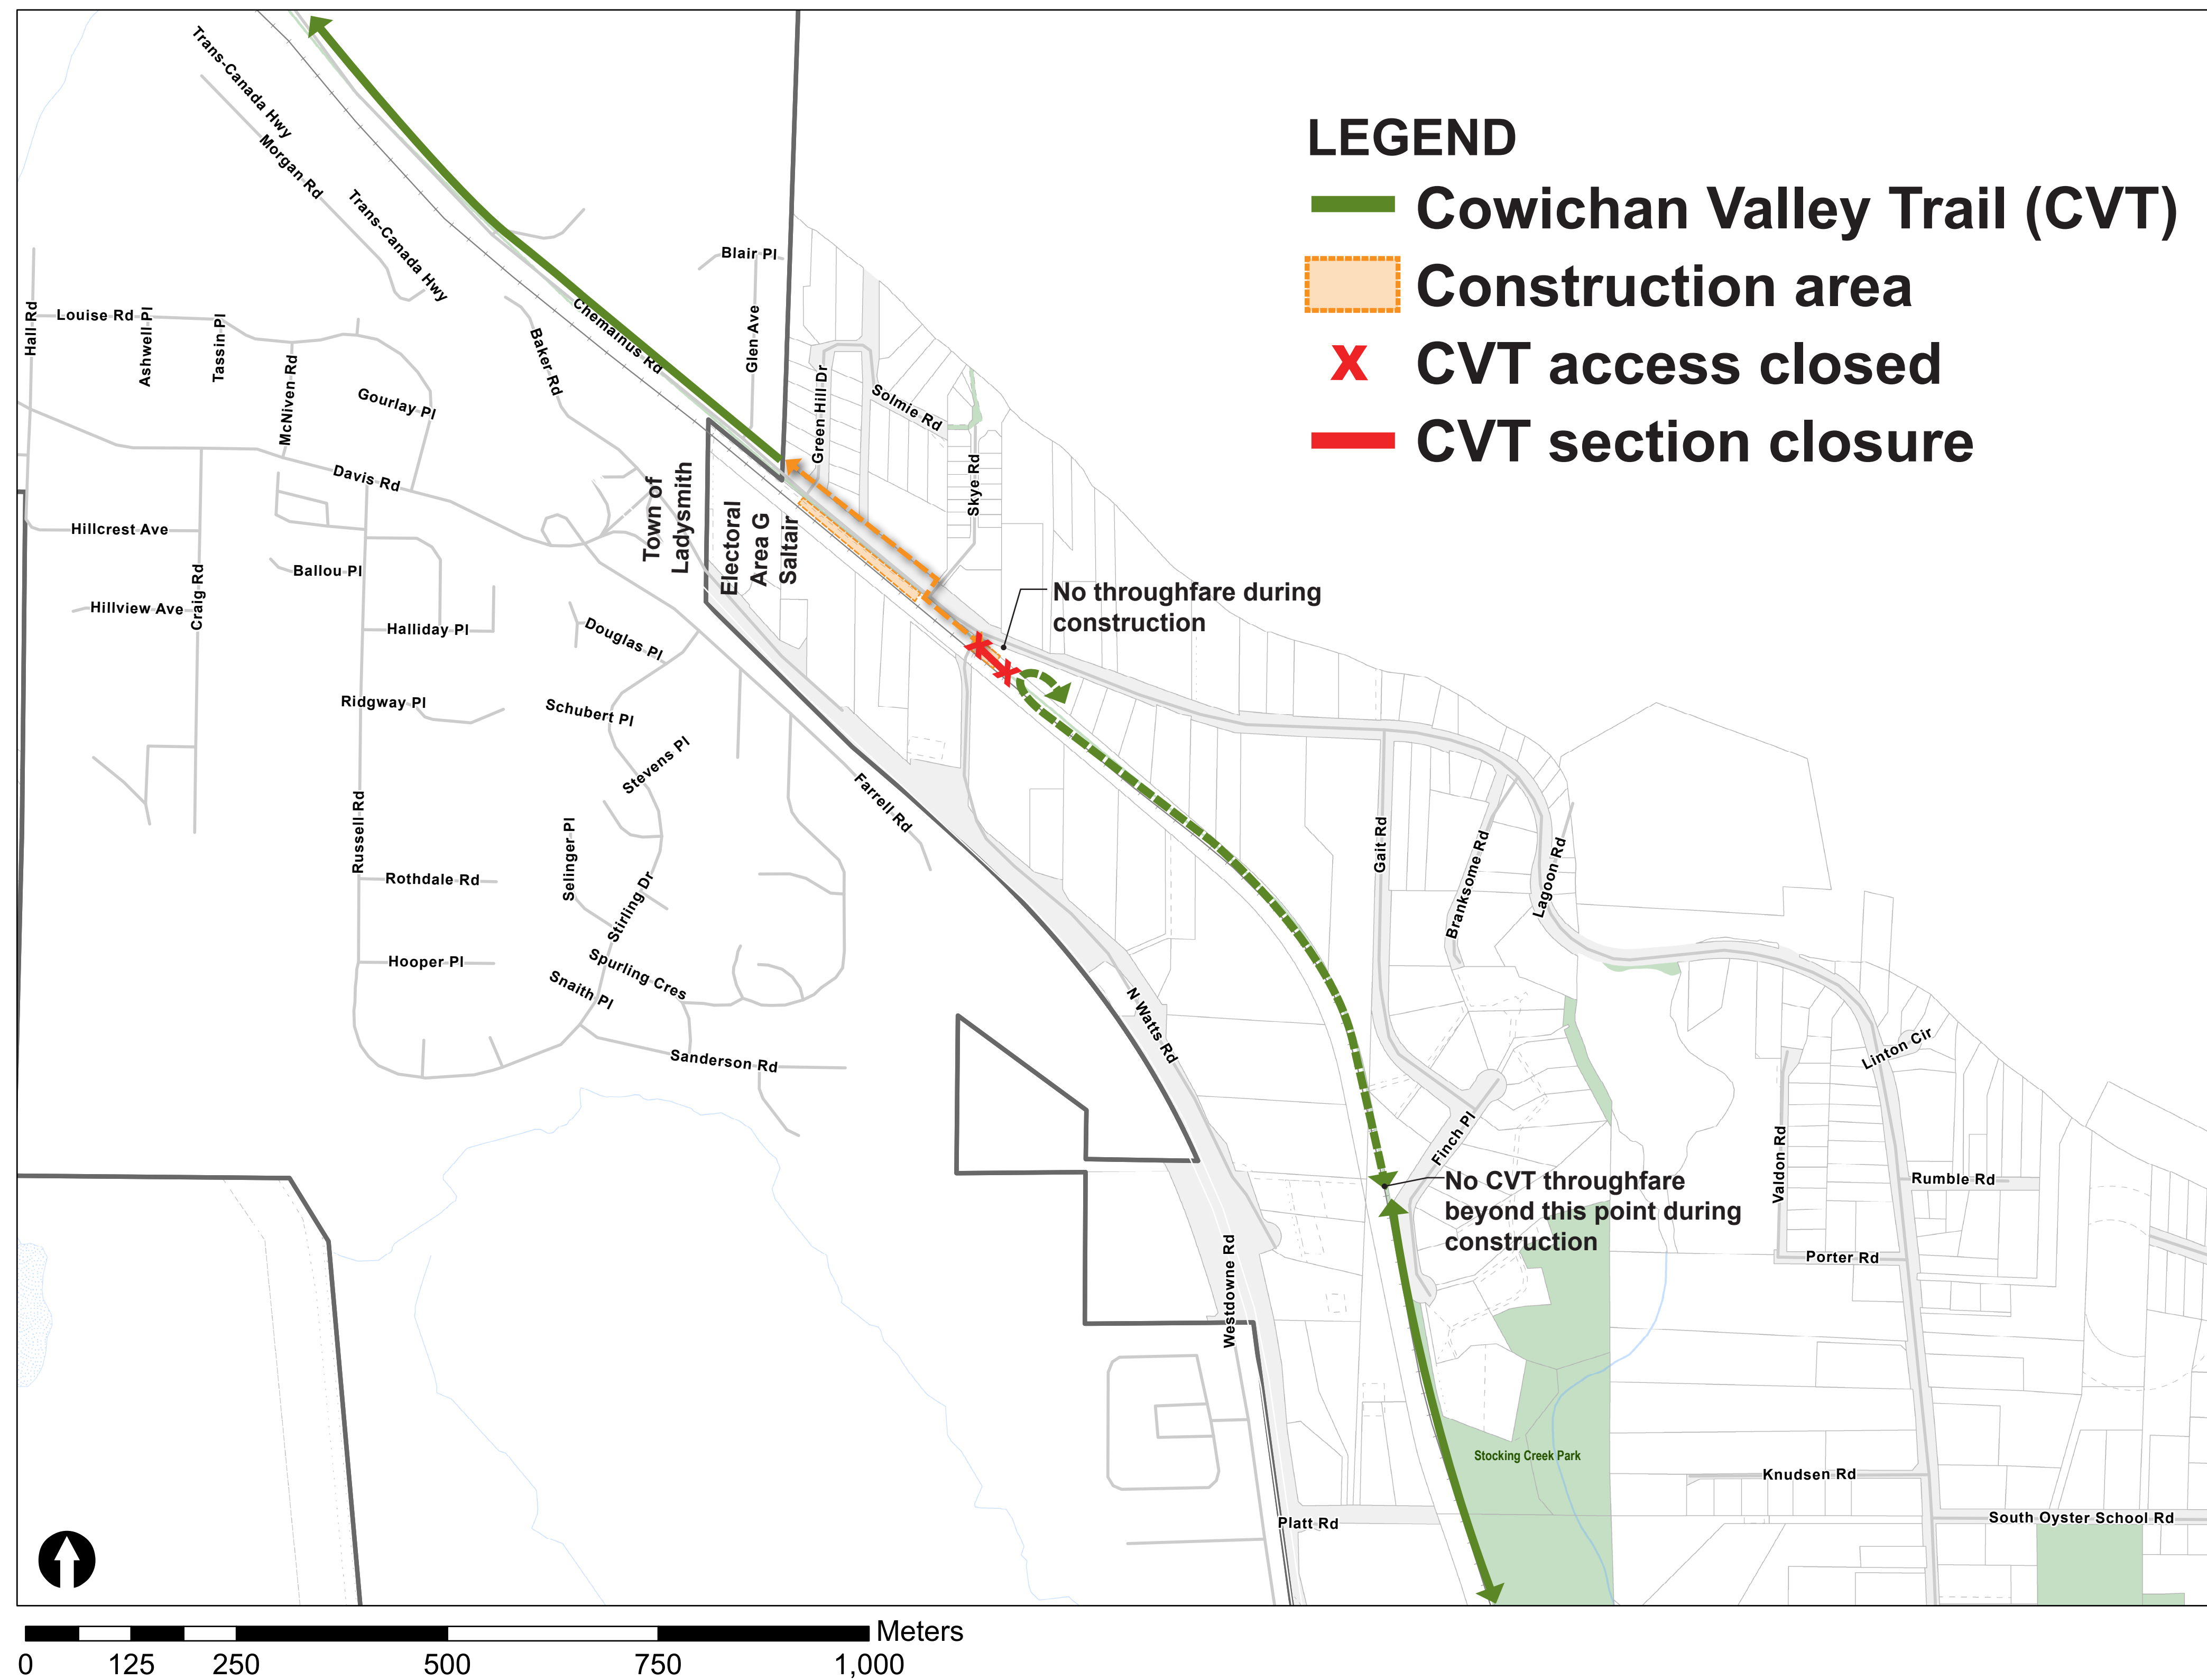 LEGEND
Cowichan Valley Trail (CVT)
Construction area
x CVT access closed
CVT section closure
Trans-Canada Hwy
Morgan Rd
Trans-Canada Hwy
Blair Pl
Glen Ave
Chemainus Rd
Baker Rd
Hall Rd
Louise Rd
Ashwell Pl
Tassin Pl
McNiven Rd
Gourlay Pl
Green Hill Dr
Solmie Rd
Skye Rd
Davis Rd
Town of
Ladysmith
Electoral
Area G
Saltair
Hillcrest Ave
Craig Rd
Ballou Pl
Hillview Ave
Halliday Pl
Douglas Pl
No throughfare during
construction
Ridgway Pl
Schubert Pl
Stevens Pl
Farrell Rd
Russell Rd
Selinger Pl
Rothdale Rd
Stirling Dr
Gait Rd
Branksome Rd
Lagoon Rd
Hooper Pl
Spurling Cres
Snaith Pl
Sanderson Rd
N Watts Rd
Linton Cir
Finch Pl
Valdon Rd
Rumble Rd
No CVT throughfare
beyond this point during
construction
Westdowne Rd
Porter Rd
Stocking Creek Park
Knudsen Rd
Platt Rd
South Oyster School Rd
Meters
0 125 250 500 750 1,000